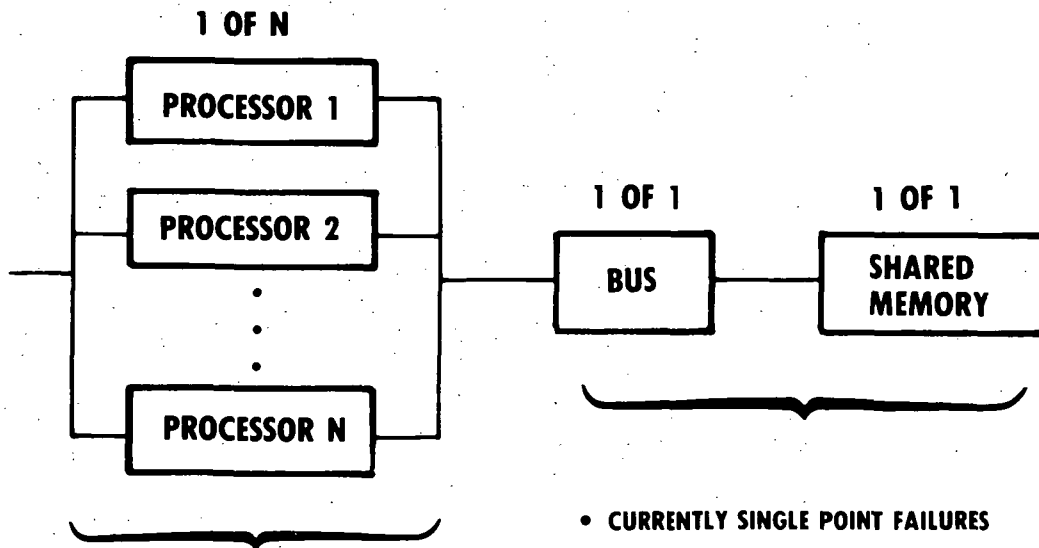 1 OF N
PROCESSOR 1
PROCESSOR 2
PROCESSOR N
1 OF 1
BUS
1 OF 1
SHARED
MEMORY
• CURRENTLY SINGLE POINT FAILURES